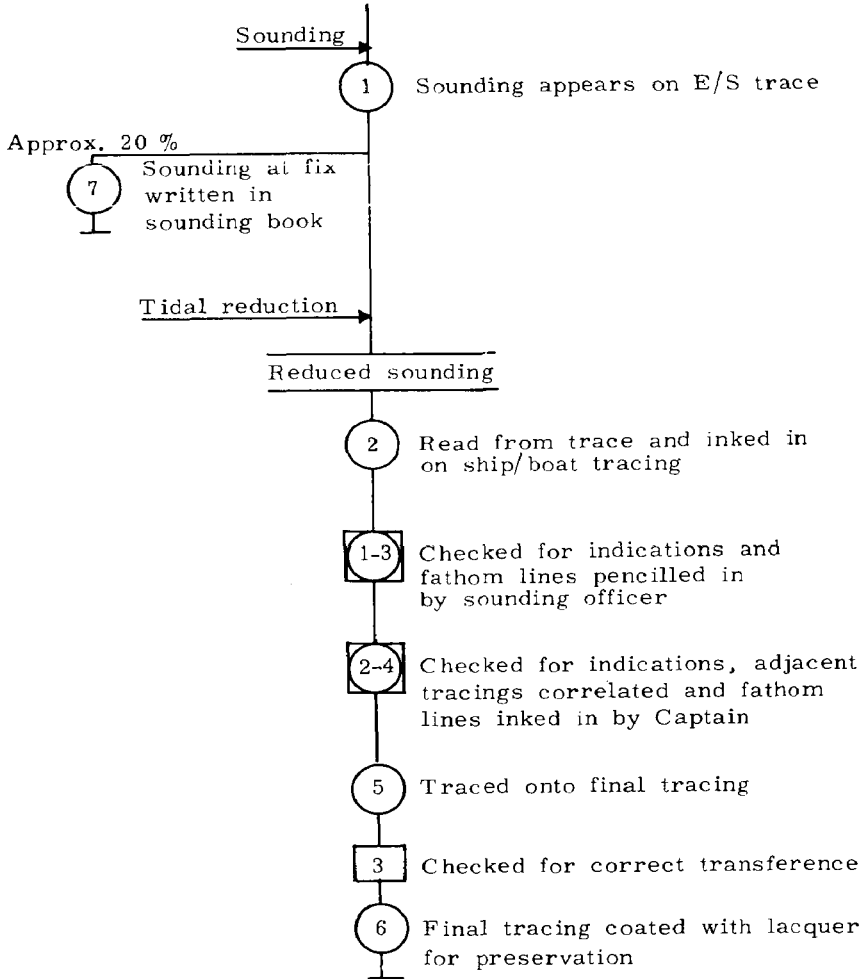 Sounding
1 Sounding appears on E/S trace
Approx. 20 %
7 Sounding at fix
written in
sounding book
Tidal reduction
Reduced sounding
2 Read from trace and inked in
on ship/boat tracing
1-3 Checked for indications and
fathom lines pencilled in
by sounding officer
2-4 Checked for indications, adjacent
tracings correlated and fathom
lines inked in by Captain
5 Traced onto final tracing
3 Checked for correct transference
6 Final tracing coated with lacquer
for preservation